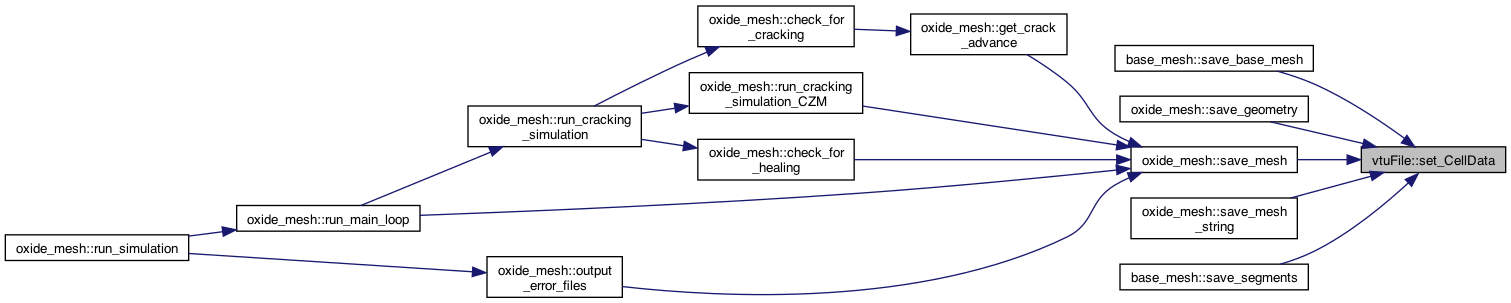 oxide_mesh::run_simulation
oxide_mesh::run_main_loop
oxide_mesh::output
_error_files
oxide_mesh::run_cracking
_simulation
oxide_mesh::check_for
_cracking
oxide_mesh::run_cracking
_simulation_CZM
oxide_mesh::check_for
_healing
oxide_mesh::get_crack
_advance
base_mesh::save_base_mesh
oxide_mesh::save_geometry
oxide_mesh::save_mesh
oxide_mesh::save_mesh
_string
base_mesh::save_segments
vtuFile::set_CellData